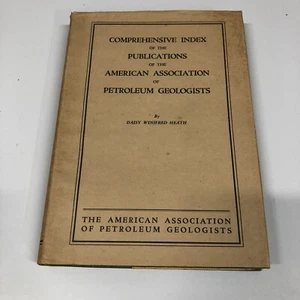 COMPREHENSIVE INDEX
OF THE
PUBLICATIONS
OF THE
AMERICAN ASSOCIATION
OF
PETROLEUM GEOLOGISTS
By
DAISY WINIFRED HEATH
THE AMERICAN ASSOCIATION
OF PETROLEUM GEOLOGISTS